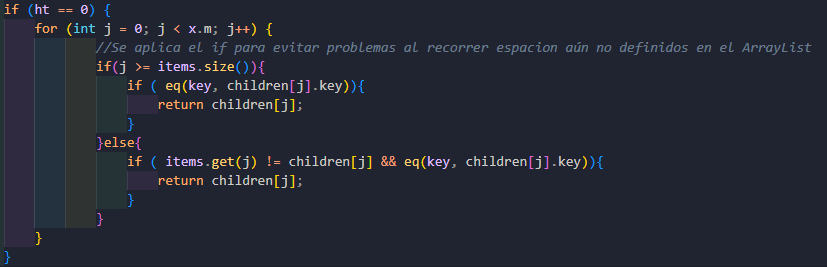 if (ht == 0) {
for (int j = 0; j < x.m; j++) {
//Se aplica el if para evitar problemas al recorrer espacion aún no definidos en el ArrayList
if(j >= items.size()){
if ( eq(key, children[j].key)){
return children[j];
}
}else{
if ( items.get(j) != children[j] && eq(key, children[j].key)){
return children[j];
}
}
}
}